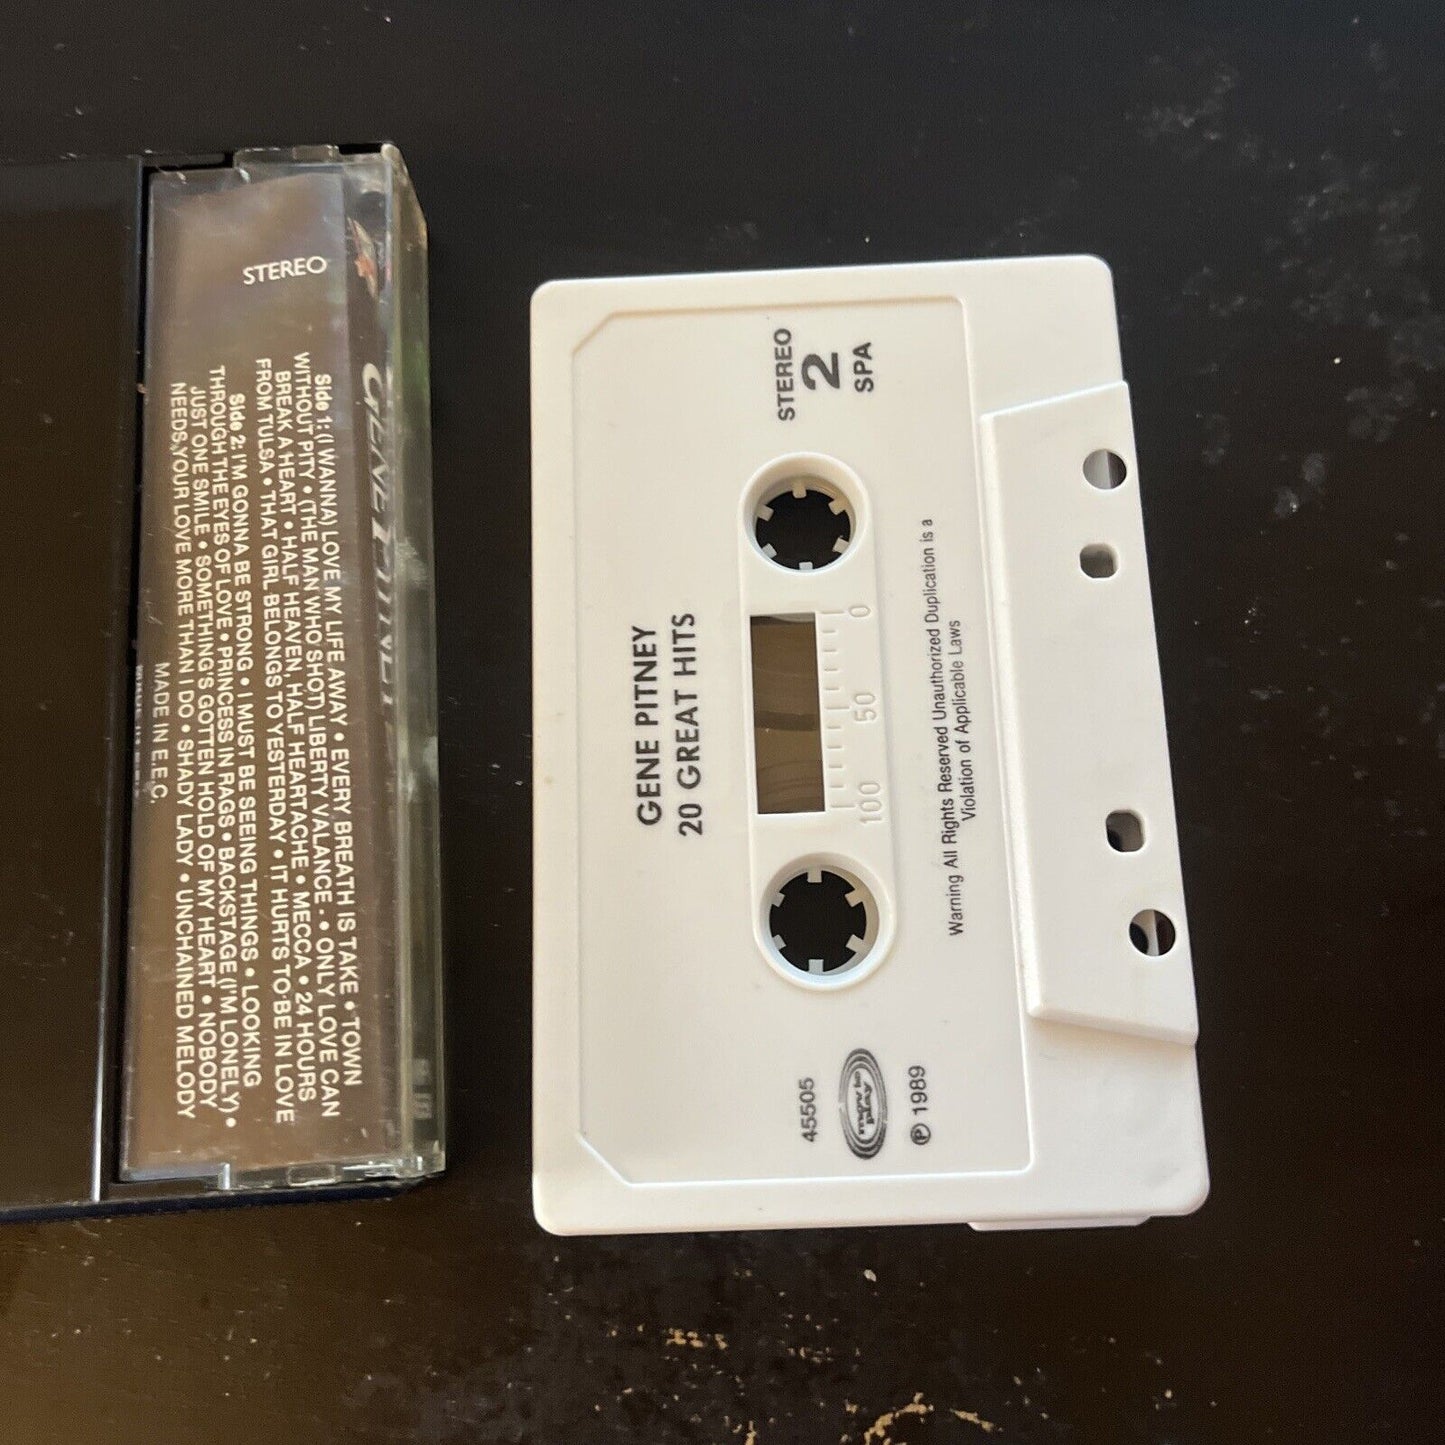 STEREO
GENE PITNEY
Side 1: (I WANNA) LOVE MY LIFE AWAY • EVERY BREATH IS TAKE • TOWN
WITHOUT PITY • (THE MAN WHO SHOT) LIBERTY VALANCE • ONLY LOVE CAN
BREAK A HEART • HALF HEAVEN, HALF HEARTACHE • MECCA • 24 HOURS
FROM TULSA • THAT GIRL BELONGS TO YESTERDAY • IT HURTS TO BE IN LOVE
Side 2: I'M GONNA BE STRONG • I MUST BE SEEING THINGS • LOOKING
THROUGH THE EYES OF LOVE • PRINCESS IN RAGS • BACKSTAGE (I'M LONELY) •
JUST ONE SMILE • SOMETHING'S GOTTEN HOLD OF MY HEART • NOBODY
NEEDS YOUR LOVE MORE THAN I DO • SHADY LADY • UNCHAINED MELODY
MADE IN E.E.C.
GENE PITNEY
20 GREAT HITS
STEREO
2
SPA
0
50
100
45505
movie play
℗ 1989
Warning All Rights Reserved Unauthorized Duplication is a
Violation of Applicable Laws